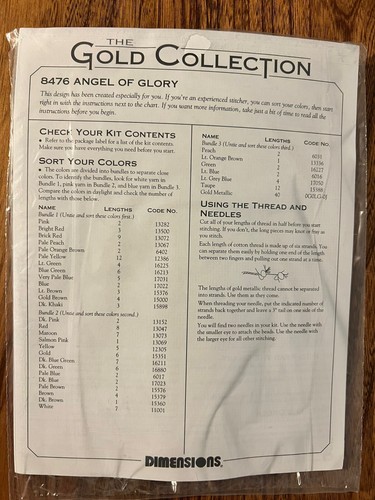 THE
GOLD COLLECTION
8476 ANGEL OF GLORY
This design has been created especially for you. If you're an experienced stitcher, you can sort your colors, then start
right in with the instructions next to the chart. If you want more information, take just a bit of time to read all the
instructions before you begin.
CHECK YOUR KIT CONTENTS
• Refer to the package label for a list of the kit contents.
Make sure you have everything you need before you start.
SORT YOUR COLORS
• The colors are divided into bundles to separate close
colors. To identify the bundles, look for white yarn in
Bundle 1, pink yarn in Bundle 2, and blue yarn in Bundle 3.
Compare the colors in daylight and check the number of
lengths with those below.
NAME LENGTHS CODE NO.
Bundle 1 (Untie and sort these colors first.)
Pink 2 13282
Bright Red 3 13500
Brick Red 9 13072
Pale Peach 2 13067
Pale Orange Brown 2 6402
Pale Yellow 12 12386
Lt. Green 4 16225
Blue Green 6 16213
Very Pale Blue 5 17031
Blue 2 17022
Lt. Brown 3 15576
Gold Brown 4 15000
Dk. Khaki 3 15898
Bundle 2 (Untie and sort these colors second.)
Dk. Pink 2 13152
Red 8 13047
Maroon 7 13073
Salmon Pink 1 13069
Yellow 5 12305
Gold 6 15351
Dk. Blue Green 7 16211
Dk. Green 6 16880
Pale Blue 2 6017
Dk. Blue 2 17023
Pale Brown 2 15576
Brown 4 15379
Dk. Brown 1 15360
White 7 11001
NAME LENGTHS CODE NO.
Bundle 3 (Untie and sort these colors third.)
Peach 2 6031
Lt. Orange Brown 1 13336
Lt. Green 6 16227
Lt. Blue 2 6056
Lt. Grey Blue 4 17050
Taupe 12 15388
Gold Metallic 40
USING THE THREAD AND
NEEDLES
Cut all of your lengths of thread in half before you start
stitching. If you don't, the long pieces may knot or fray as
you stitch.
Each length of cotton thread is made up of six strands. You
can separate them easily by holding one end of the length
between two fingers and pulling out one strand at a time.
The lengths of gold metallic thread cannot be separated
into strands. Use them as they come.
When threading your needle, put the indicated number of
strands back together and leave a 3" tail on one side of the
needle.
You will find two needles in your kit. Use the needle with
the smaller eye to attach the beads. Use the needle with
the larger eye for all other stitching.
DIMENSIONS